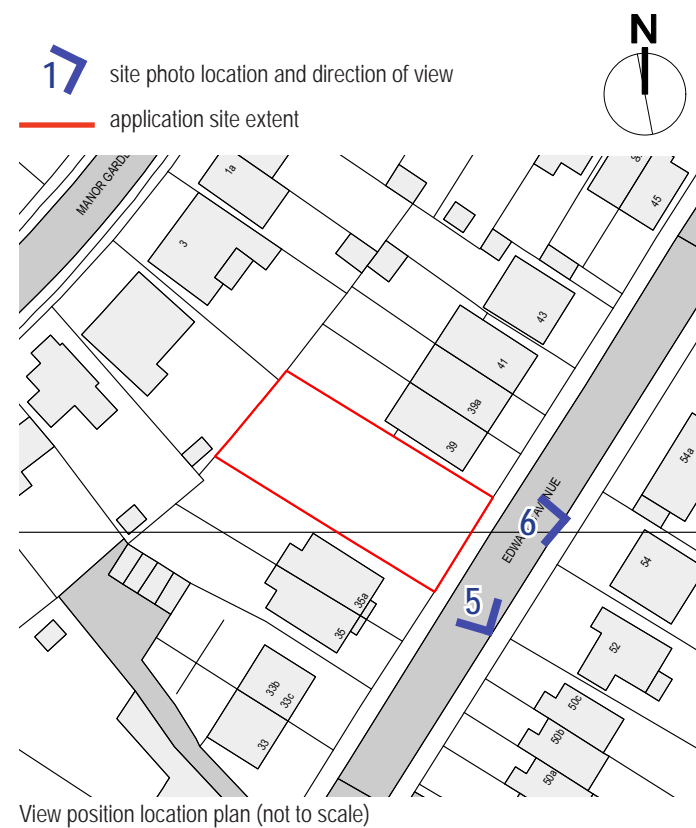 N
1
site photo location and direction of view
application site extent
MANOR GARDE
1a
3
45
43
41
39a
39
54a
EDWA AVENUE
6
5
54
35a
35
52
33b
33c
33
50c
50b
50a
View position location plan (not to scale)